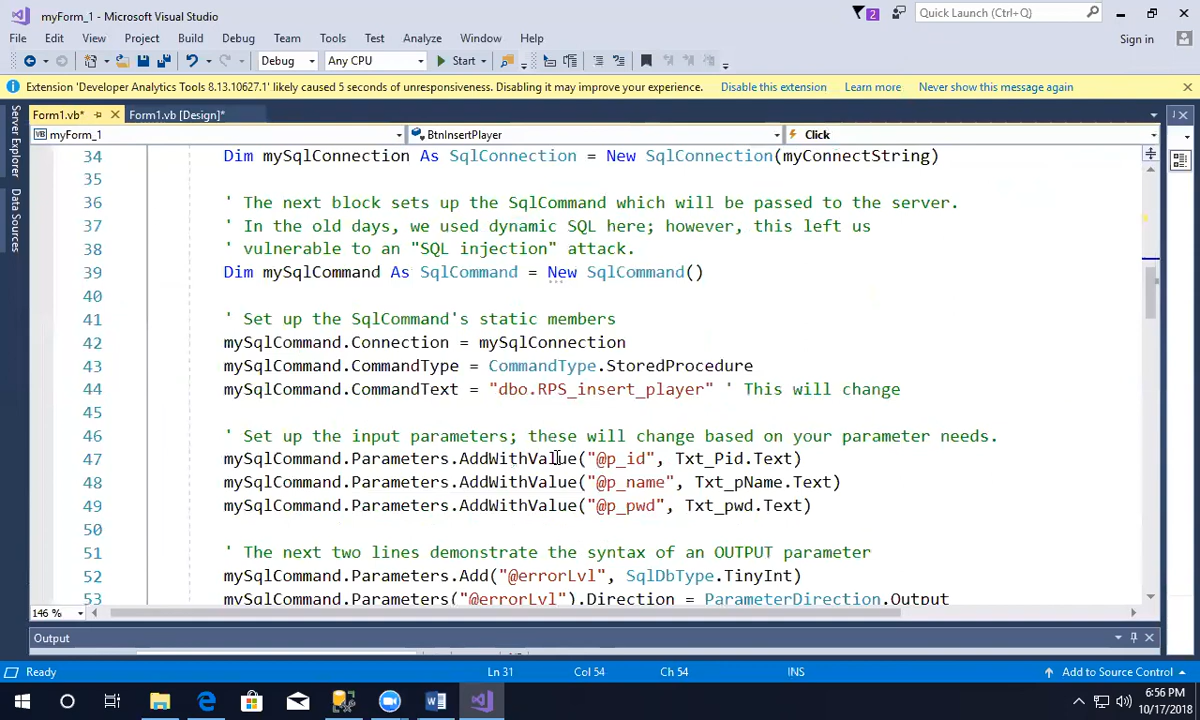 myForm_1 - Microsoft Visual Studio
2
Quick Launch (Ctrl+Q)
File Edit View Project Build Debug Team Tools Test Analyze Window Help
Sign in
Debug Any CPU Start
Extension 'Developer Analytics Tools 8.13.10627.1' likely caused 5 seconds of unresponsiveness. Disabling it may improve your experience. Disable this extension Learn more Never show this message again
Form1.vb* Form1.vb [Design]*
Server Explorer
Data Sources
myForm_1 BtnInsertPlayer Click
34 Dim mySqlConnection As SqlConnection = New SqlConnection(myConnectString)
35
36 ' The next block sets up the SqlCommand which will be passed to the server.
37 ' In the old days, we used dynamic SQL here; however, this left us
38 ' vulnerable to an "SQL injection" attack.
39 Dim mySqlCommand As SqlCommand = New SqlCommand()
40
41 ' Set up the SqlCommand's static members
42 mySqlCommand.Connection = mySqlConnection
43 mySqlCommand.CommandType = CommandType.StoredProcedure
44 mySqlCommand.CommandText = "dbo.RPS_insert_player" ' This will change
45
46 ' Set up the input parameters; these will change based on your parameter needs.
47 mySqlCommand.Parameters.AddWithValue("@p_id", Txt_Pid.Text)
48 mySqlCommand.Parameters.AddWithValue("@p_name", Txt_pName.Text)
49 mySqlCommand.Parameters.AddWithValue("@p_pwd", Txt_pwd.Text)
50
51 ' The next two lines demonstrate the syntax of an OUTPUT parameter
52 mySqlCommand.Parameters.Add("@errorLvl", SqlDbType.TinyInt)
53 mySqlCommand.Parameters("@errorLvl").Direction = ParameterDirection.Output
146 %
Output
Ready Ln 31 Col 54 Ch 54 INS Add to Source Control
6:56 PM
10/17/2018